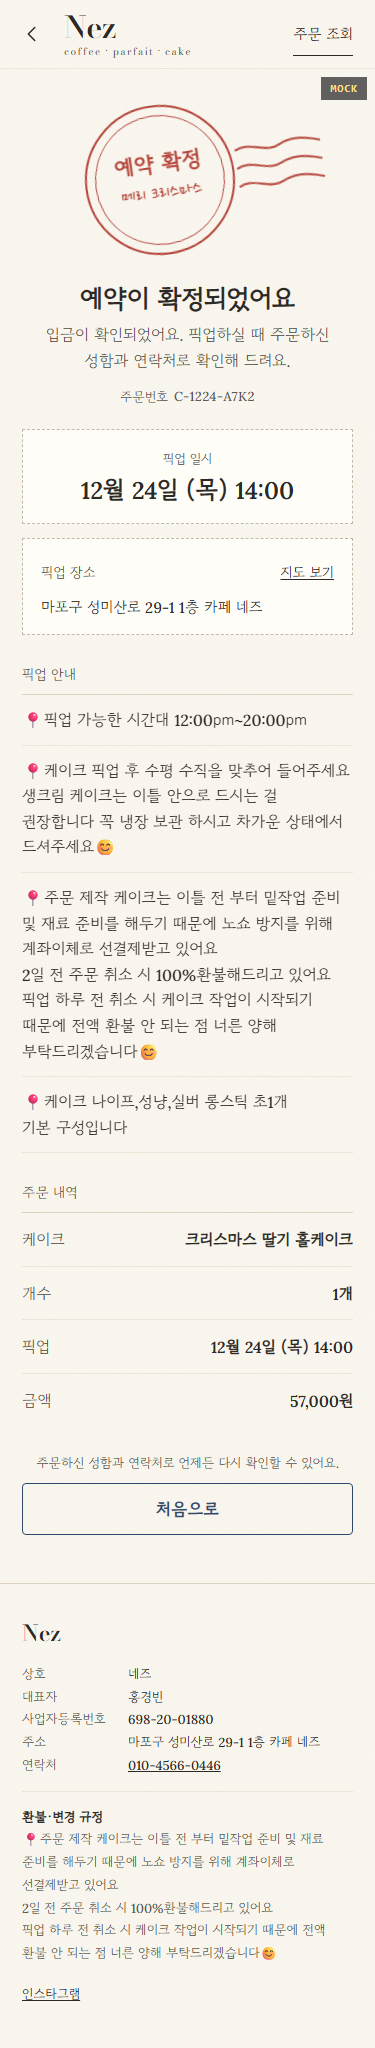 Nez
coffee · parfait · cake
주문 조회
MOCK
예약 확정
메리 크리스마스
예약이 확정되었어요
입금이 확인되었어요. 픽업하실 때 주문하신
성함과 연락처로 확인해 드려요.
주문번호 C-1224-A7K2
픽업 일시
12월 24일 (목) 14:00
픽업 장소
지도 보기
마포구 성미산로 29-1 1층 카페 네즈
픽업 안내
📍픽업 가능한 시간대 12:00pm~20:00pm
📍케이크 픽업 후 수평 수직을 맞추어 들어주세요
생크림 케이크는 이틀 안으로 드시는 걸
권장합니다 꼭 냉장 보관 하시고 차가운 상태에서
드셔주세요😊
📍주문 제작 케이크는 이틀 전 부터 밑작업 준비
및 재료 준비를 해두기 때문에 노쇼 방지를 위해
계좌이체로 선결제받고 있어요
2일 전 주문 취소 시 100%환불해드리고 있어요
픽업 하루 전 취소 시 케이크 작업이 시작되기
때문에 전액 환불 안 되는 점 너른 양해
부탁드리겠습니다😊
📍케이크 나이프,성냥,실버 롱스틱 초1개
기본 구성입니다
주문 내역
케이크 크리스마스 딸기 홀케이크
개수 1개
픽업 12월 24일 (목) 14:00
금액 57,000원
주문하신 성함과 연락처로 언제든 다시 확인할 수 있어요.
처음으로
Nez
상호 네즈
대표자 홍경빈
사업자등록번호 698-20-01880
주소 마포구 성미산로 29-1 1층 카페 네즈
연락처 010-4566-0446
환불·변경 규정
📍주문 제작 케이크는 이틀 전 부터 밑작업 준비 및 재료
준비를 해두기 때문에 노쇼 방지를 위해 계좌이체로
선결제받고 있어요
2일 전 주문 취소 시 100%환불해드리고 있어요
픽업 하루 전 취소 시 케이크 작업이 시작되기 때문에 전액
환불 안 되는 점 너른 양해 부탁드리겠습니다😊
인스타그램